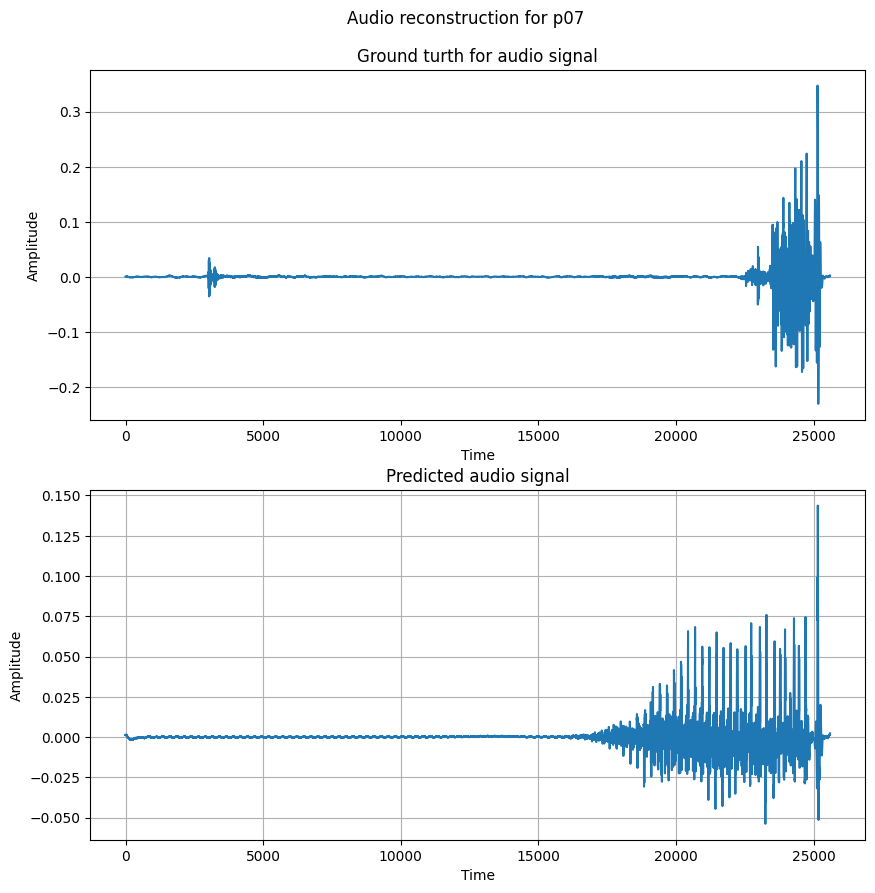 Audio reconstruction for p07
Ground turth for audio signal
0.3
0.2
0.1
0.0
−0.1
−0.2
Amplitude
0 5000 10000 15000 20000 25000
Time
Predicted audio signal
0.150
0.125
0.100
0.075
0.050
0.025
0.000
−0.025
−0.050
Amplitude
0 5000 10000 15000 20000 25000
Time